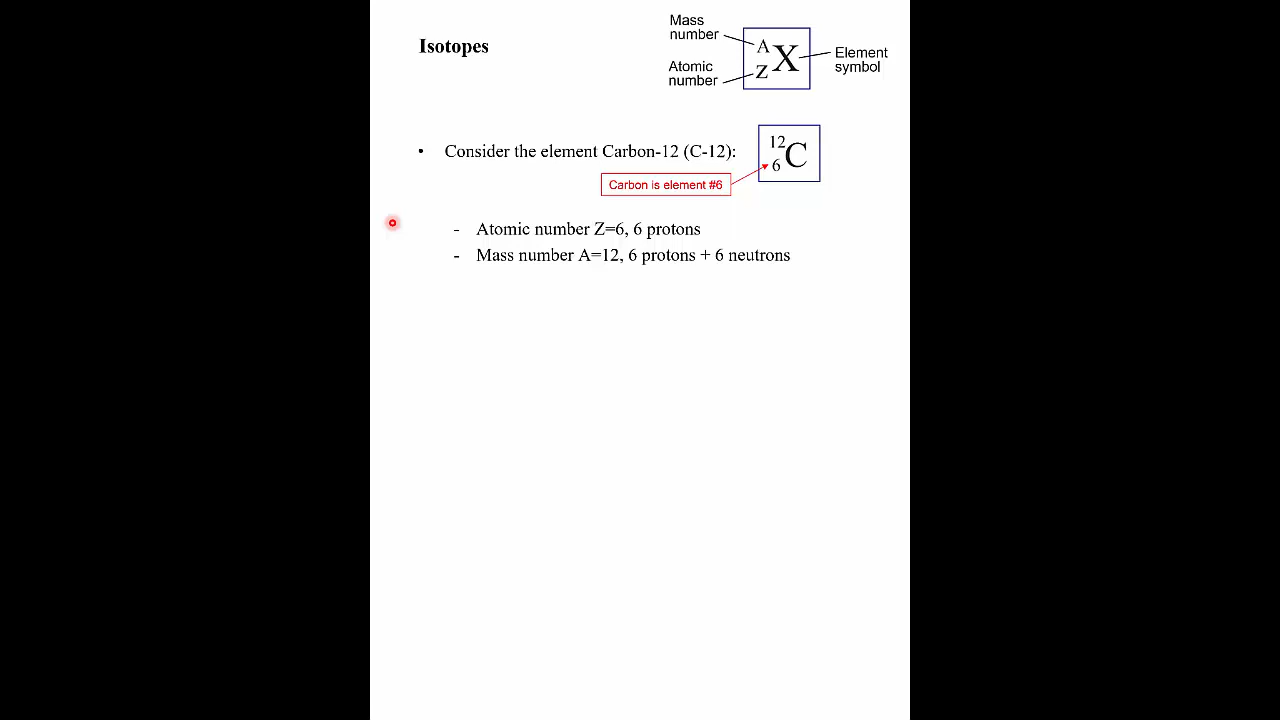 Isotopes
Mass
number
Atomic
number
A
Z
X
Element
symbol
• Consider the element Carbon-12 (C-12):
12
6
C
Carbon is element #6
- Atomic number Z=6, 6 protons
- Mass number A=12, 6 protons + 6 neutrons